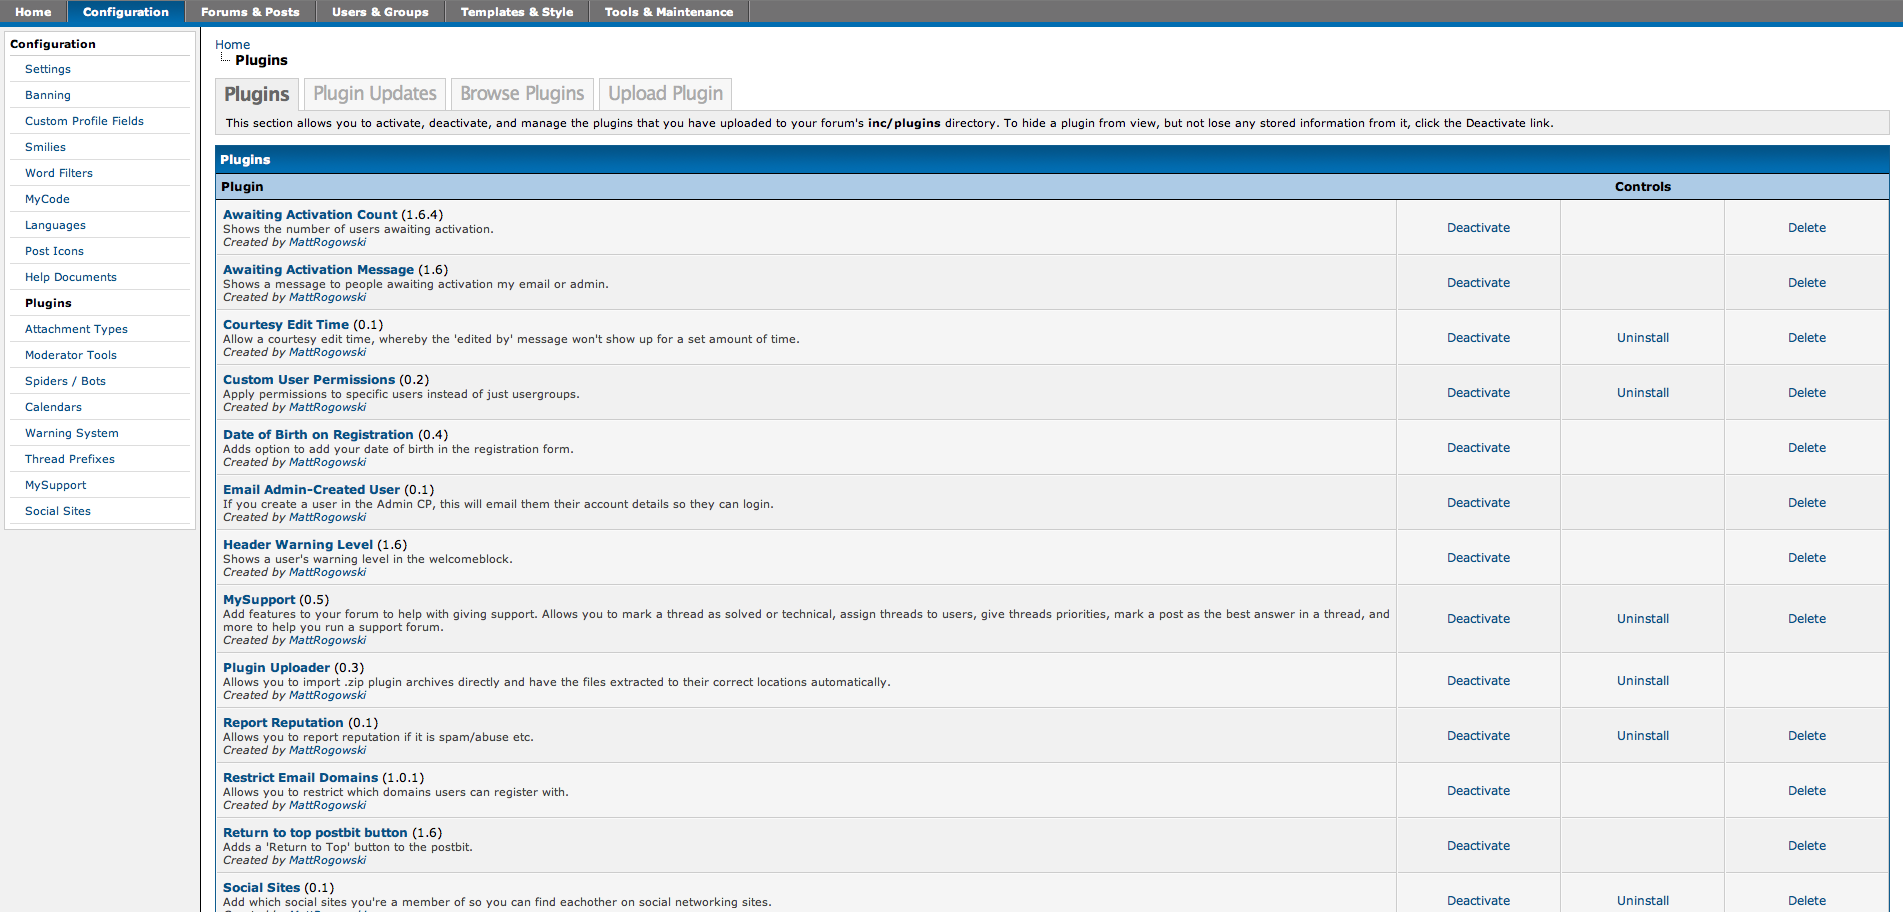 Home Configuration Forums & Posts Users & Groups Templates & Style Tools & Maintenance
Configuration
Settings
Banning
Custom Profile Fields
Smilies
Word Filters
MyCode
Languages
Post Icons
Help Documents
Plugins
Attachment Types
Moderator Tools
Spiders / Bots
Calendars
Warning System
Thread Prefixes
MySupport
Social Sites
Home
Plugins
Plugins Plugin Updates Browse Plugins Upload Plugin
This section allows you to activate, deactivate, and manage the plugins that you have uploaded to your forum's inc/plugins directory. To hide a plugin from view, but not lose any stored information from it, click the Deactivate link.
Plugins
Plugin Controls
Awaiting Activation Count (1.6.4)
Shows the number of users awaiting activation.
Created by MattRogowski
Deactivate Delete
Awaiting Activation Message (1.6)
Shows a message to people awaiting activation my email or admin.
Created by MattRogowski
Deactivate Delete
Courtesy Edit Time (0.1)
Allow a courtesy edit time, whereby the 'edited by' message won't show up for a set amount of time.
Created by MattRogowski
Deactivate Uninstall Delete
Custom User Permissions (0.2)
Apply permissions to specific users instead of just usergroups.
Created by MattRogowski
Deactivate Uninstall Delete
Date of Birth on Registration (0.4)
Adds option to add your date of birth in the registration form.
Created by MattRogowski
Deactivate Delete
Email Admin-Created User (0.1)
If you create a user in the Admin CP, this will email them their account details so they can login.
Created by MattRogowski
Deactivate Delete
Header Warning Level (1.6)
Shows a user's warning level in the welcomeblock.
Created by MattRogowski
Deactivate Delete
MySupport (0.5)
Add features to your forum to help with giving support. Allows you to mark a thread as solved or technical, assign threads to users, give threads priorities, mark a post as the best answer in a thread, and
more to help you run a support forum.
Created by MattRogowski
Deactivate Uninstall Delete
Plugin Uploader (0.3)
Allows you to import .zip plugin archives directly and have the files extracted to their correct locations automatically.
Created by MattRogowski
Deactivate Uninstall
Report Reputation (0.1)
Allows you to report reputation if it is spam/abuse etc.
Created by MattRogowski
Deactivate Uninstall Delete
Restrict Email Domains (1.0.1)
Allows you to restrict which domains users can register with.
Created by MattRogowski
Deactivate Delete
Return to top postbit button (1.6)
Adds a 'Return to Top' button to the postbit.
Created by MattRogowski
Deactivate Delete
Social Sites (0.1)
Add which social sites you're a member of so you can find eachother on social networking sites.
Deactivate Uninstall Delete